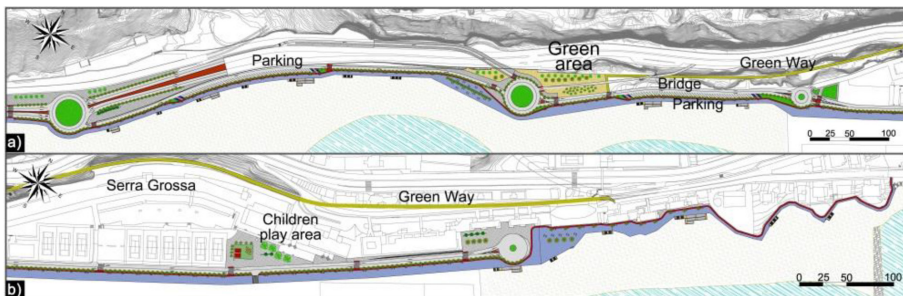 Parking
Green
area
Green Way
Bridge
Parking
a)
0 25 50 100
Serra Grossa
Green Way
Children
play area
b)
0 25 50 100